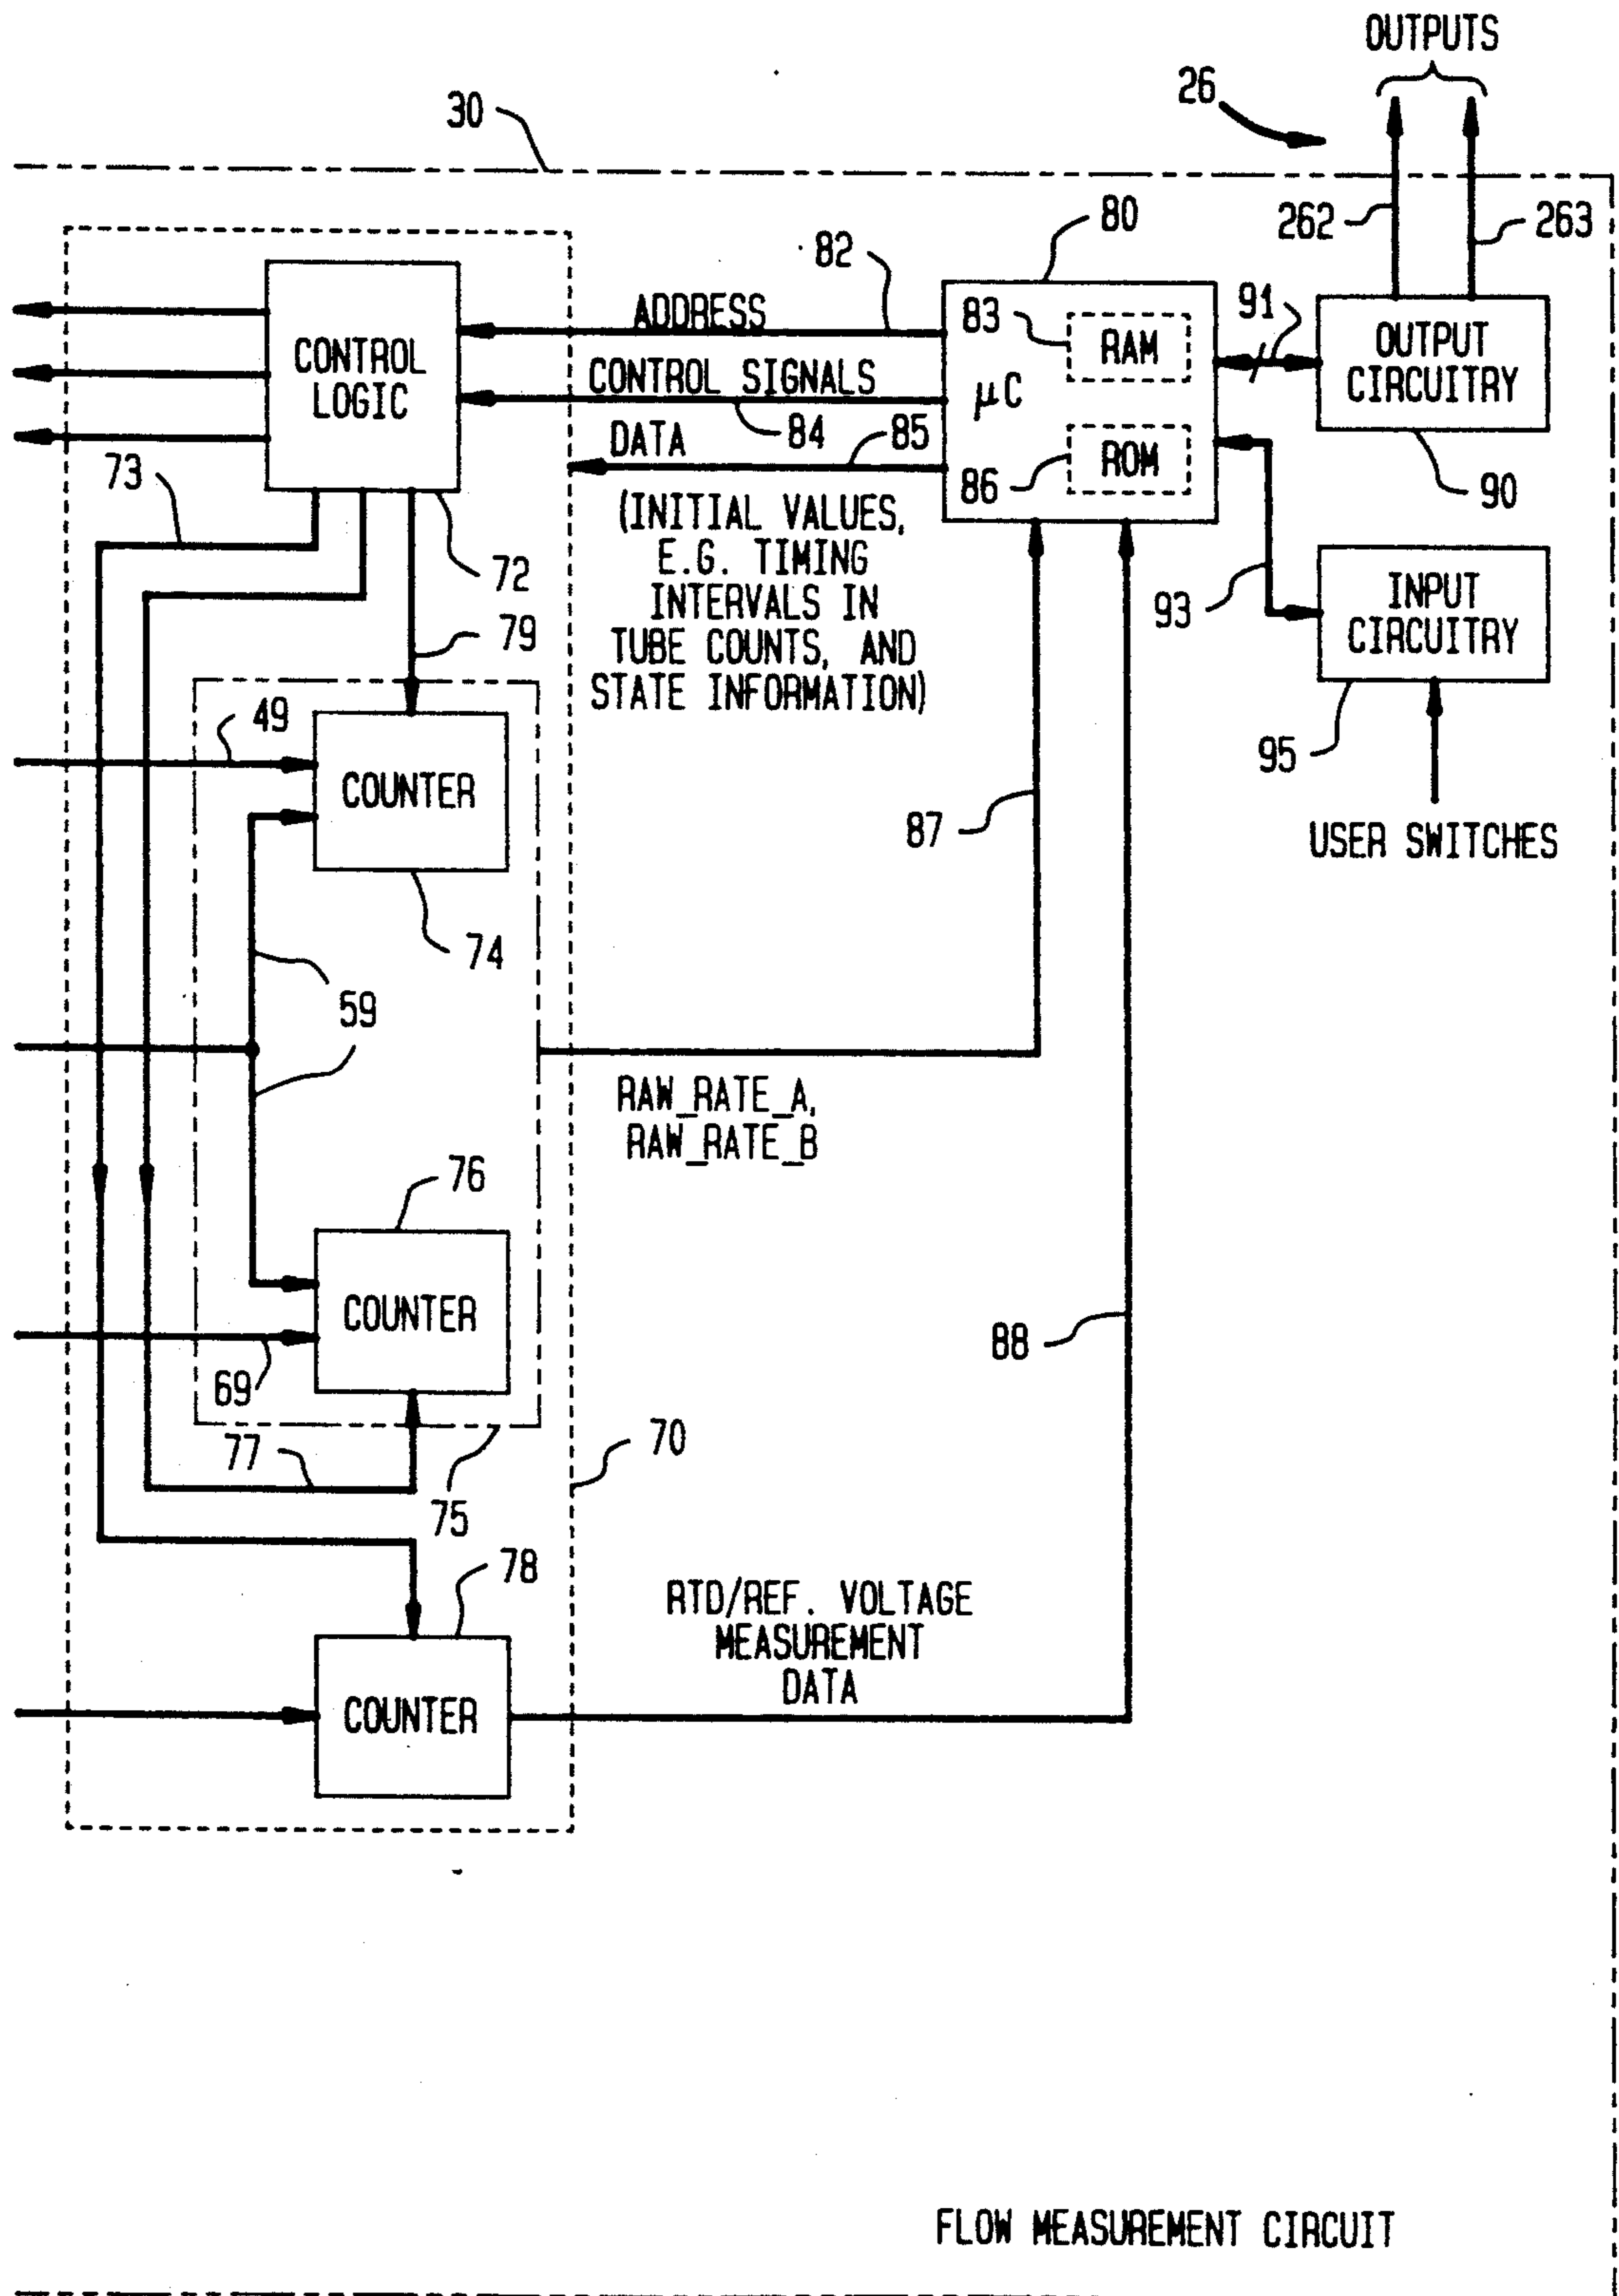 OUTPUTS
26
30
262
263
80
82
ADDRESS
83
RAM
91
OUTPUT
CIRCUITRY
CONTROL
LOGIC
CONTROL SIGNALS
µC
84
DATA
85
86
ROM
90
73
(INITIAL VALUES,
E.G. TIMING
INTERVALS IN
TUBE COUNTS, AND
STATE INFORMATION)
72
93
INPUT
CIRCUITRY
79
49
95
COUNTER
87
USER SWITCHES
74
59
RAW_RATE_A,
RAW_RATE_B
76
COUNTER
88
69
77
75
70
78
RTD/REF. VOLTAGE
MEASUREMENT
DATA
COUNTER
FLOW MEASUREMENT CIRCUIT